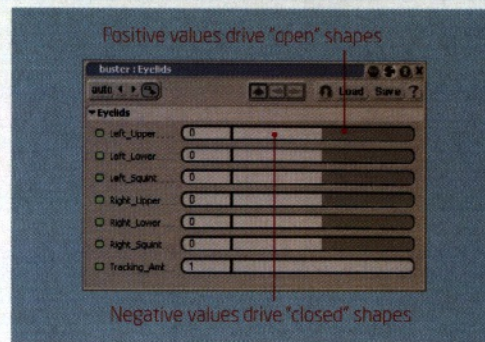 Positive values drive "open" shapes
buster : Eyelids
auto Load Save ?
Eyelids
Left_Upper 0
Left_Lower 0
Left_Squint 0
Right_Upper 0
Right_Lower 0
Right_Squint 0
Tracking_Amt 1
Negative values drive "closed" shapes